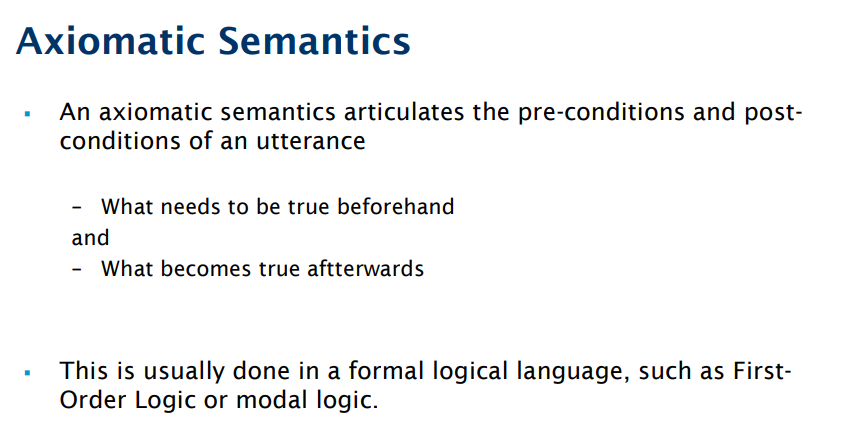 Axiomatic Semantics
▪ An axiomatic semantics articulates the pre-conditions and post-
conditions of an utterance
– What needs to be true beforehand
and
– What becomes true aftterwards
▪ This is usually done in a formal logical language, such as First-
Order Logic or modal logic.